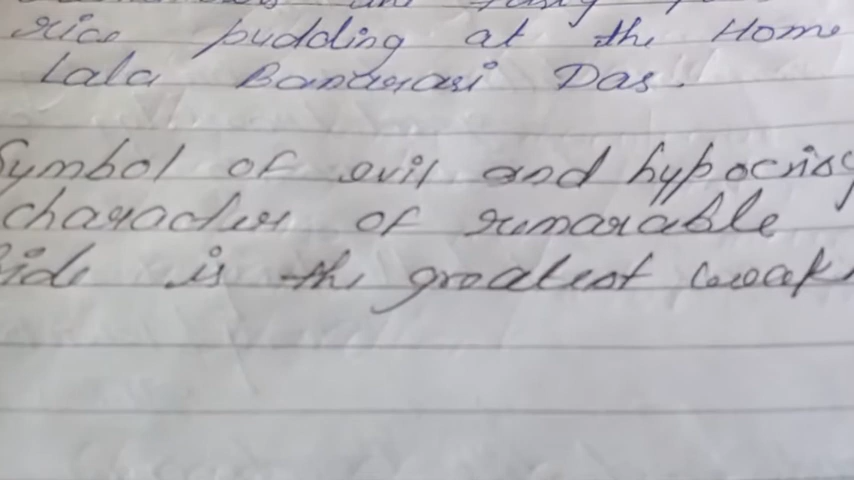 rice pudding at the Home
Lala Banarasi Das.
Symbol of evil and hypocrisy
character of remarable
is the greatest weak